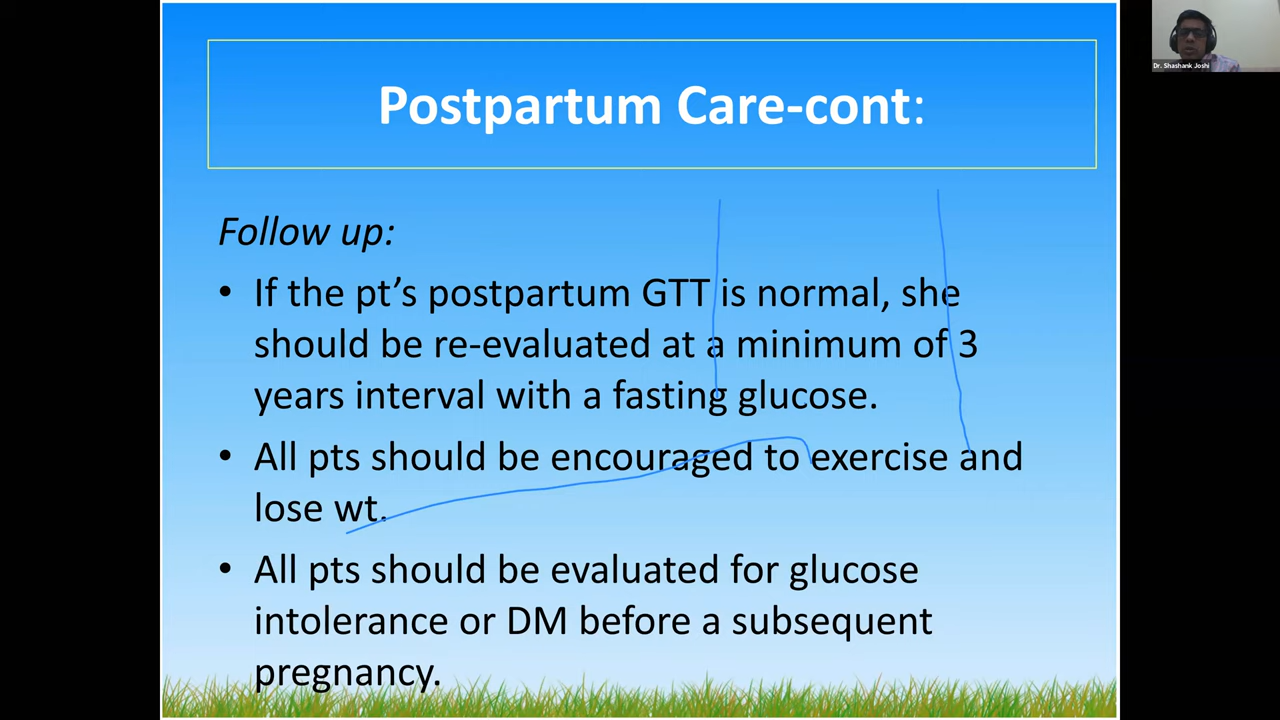 Dr. Shashank Joshi
Postpartum Care-cont:
Follow up:
• If the pt’s postpartum GTT is normal, she
should be re-evaluated at a minimum of 3
years interval with a fasting glucose.
• All pts should be encouraged to exercise and
lose wt.
• All pts should be evaluated for glucose
intolerance or DM before a subsequent
pregnancy.